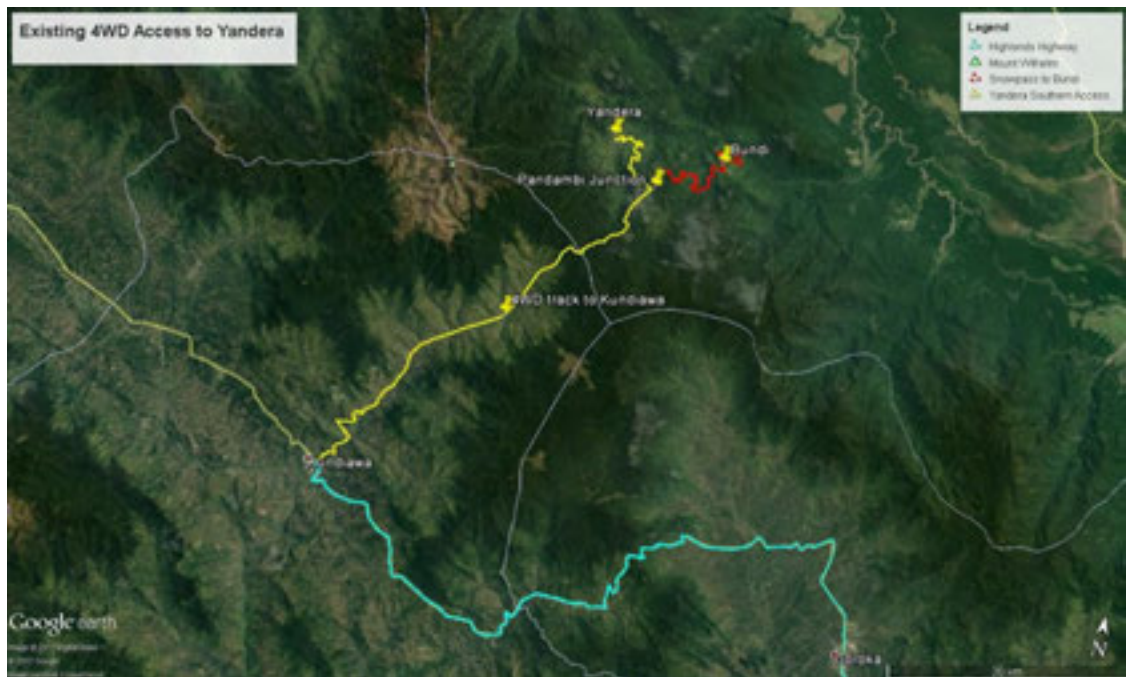 Existing 4WD Access to Yandera
Legend
Highlands Highway
Mount Wilhelm
Snowpass to Bundi
Yandera Southern Access
Yandera
Bundi
Pandambi Junction
4WD track to Kundiawa
Kundiawa
Google earth
N
Goroka